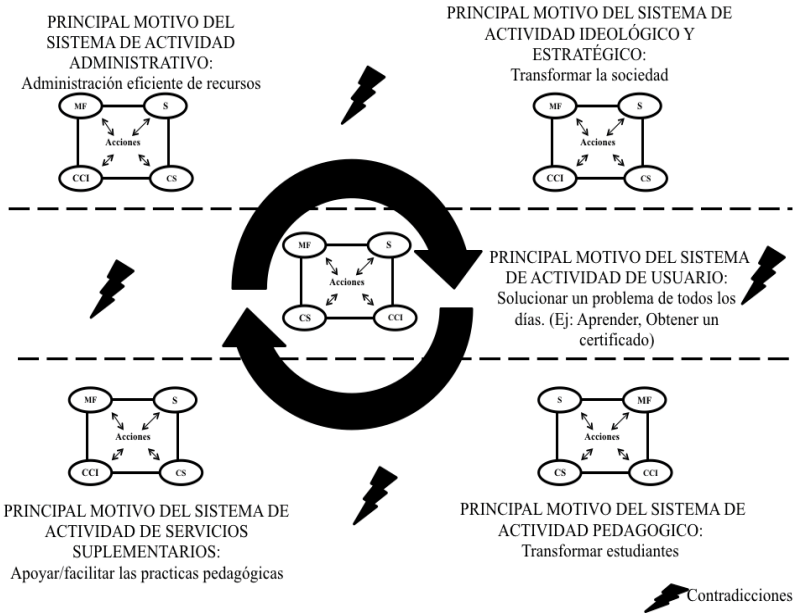 PRINCIPAL MOTIVO DEL
SISTEMA DE ACTIVIDAD
ADMINISTRATIVO:
Administración eficiente de recursos
MF
S
Acciones
CCI
CS
PRINCIPAL MOTIVO DEL SISTEMA DE
ACTIVIDAD IDEOLÓGICO Y
ESTRATÉGICO:
Transformar la sociedad
MF
S
Acciones
CCI
CS
MF
S
Acciones
CS
CCI
PRINCIPAL MOTIVO DEL SISTEMA
DE ACTIVIDAD DE USUARIO:
Solucionar un problema de todos los
días. (Ej: Aprender, Obtener un
certificado)
MF
S
Acciones
CCI
CS
PRINCIPAL MOTIVO DEL SISTEMA DE
ACTIVIDAD DE SERVICIOS
SUPLEMENTARIOS:
Apoyar/facilitar las practicas pedagógicas
S
MF
Acciones
CS
CCI
PRINCIPAL MOTIVO DEL SISTEMA DE
ACTIVIDAD PEDAGOGICO:
Transformar estudiantes
Contradicciones